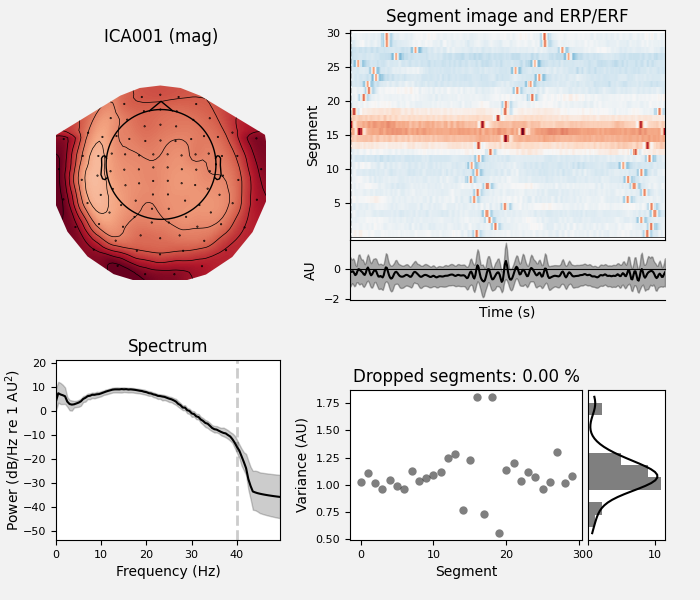 ICA001 (mag)
Segment image and ERP/ERF
Segment
30
25
20
15
10
5
AU
0
−2
Time (s)
Spectrum
Power (dB/Hz re 1 AU²)
20
10
0
−10
−20
−30
−40
−50
0 10 20 30 40
Frequency (Hz)
Dropped segments: 0.00 %
Variance (AU)
1.75
1.50
1.25
1.00
0.75
0.50
0 10 20 30 0 10
Segment